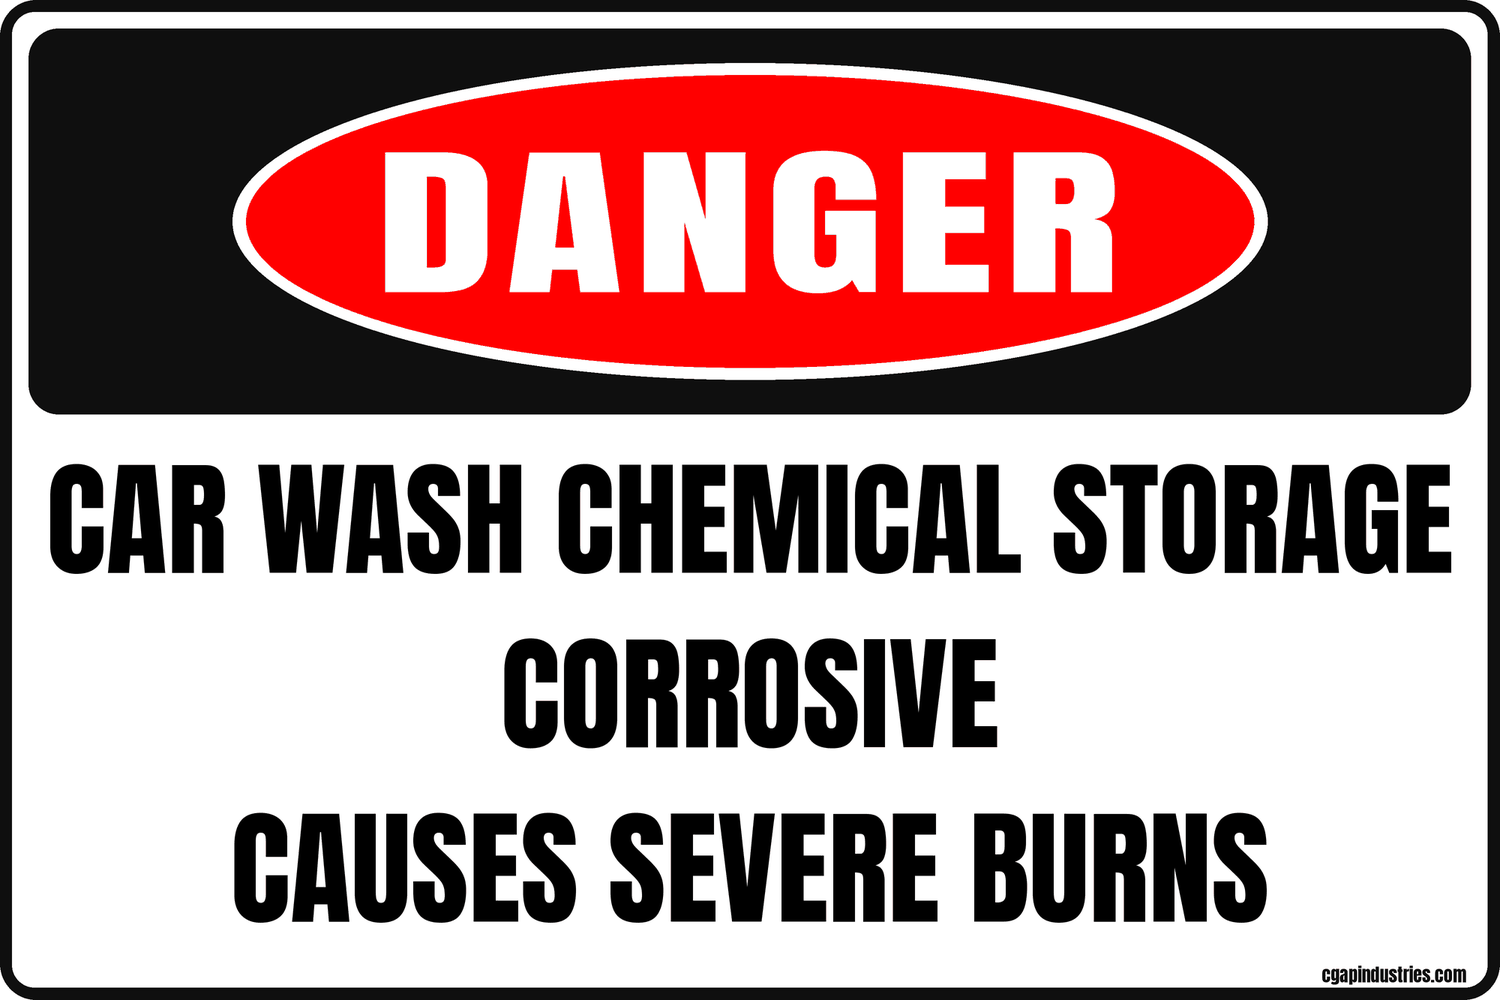 DANGER
CAR WASH CHEMICAL STORAGE
CORROSIVE
CAUSES SEVERE BURNS
cgapindustries.com